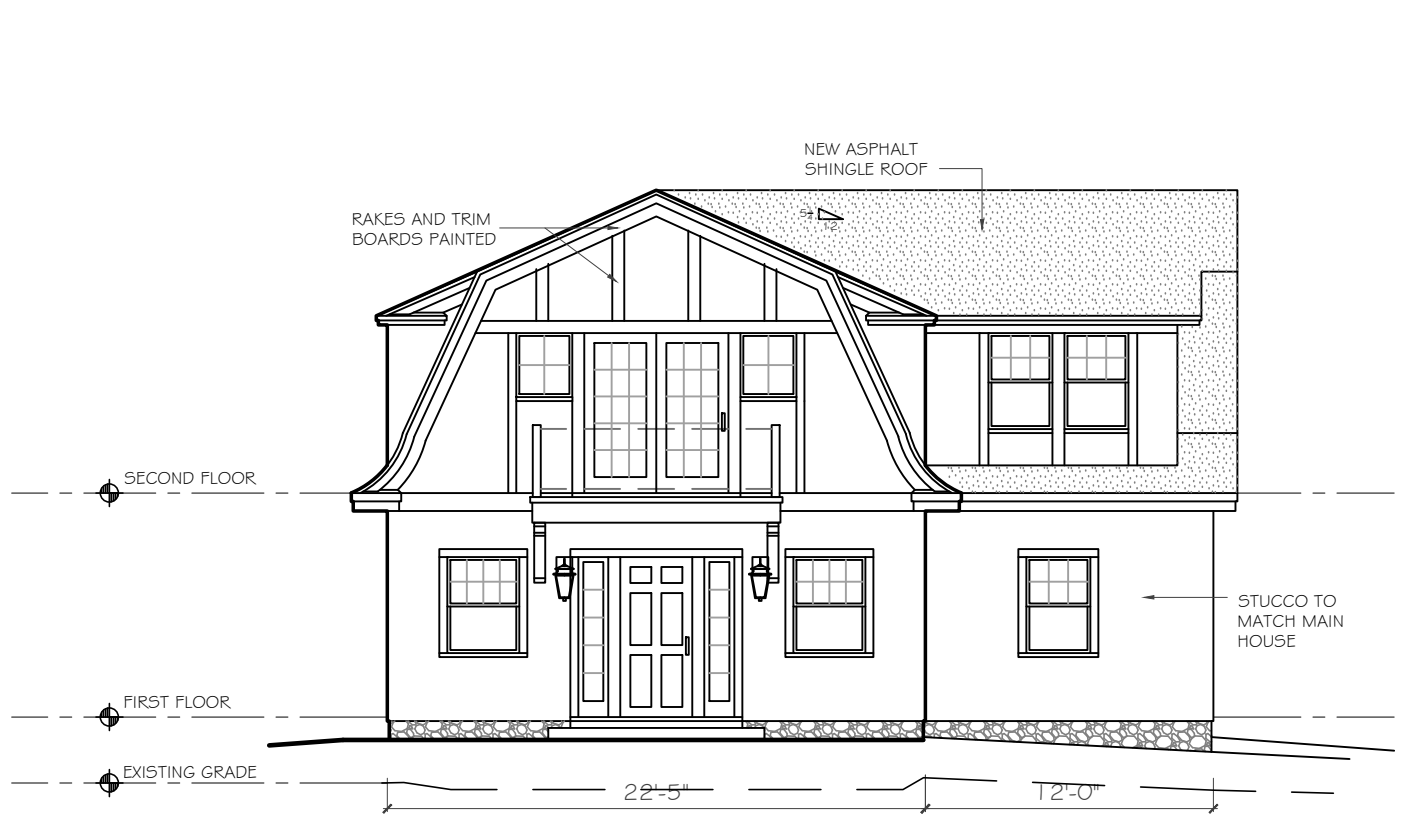 NEW ASPHALT
SHINGLE ROOF
RAKES AND TRIM
BOARDS PAINTED
12
SECOND FLOOR
STUCCO TO
MATCH MAIN
HOUSE
FIRST FLOOR
EXISTING GRADE
22'-5"
12'-0"